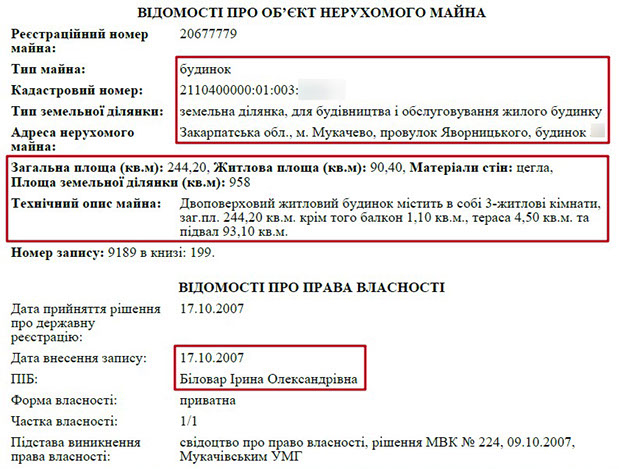 ВІДОМОСТІ ПРО ОБ’ЄКТ НЕРУХОМОГО МАЙНА
Реєстраційний номер майна: 20677779
Тип майна: будинок
Кадастровий номер: 2110400000:01:003:
Тип земельної ділянки: земельна ділянка, для будівництва і обслуговування жилого будинку
Адреса нерухомого майна: Закарпатська обл., м. Мукачево, провулок Яворницького, будинок
Загальна площа (кв.м): 244,20, Житлова площа (кв.м): 90,40, Матеріали стін: цегла,
Площа земельної ділянки (кв.м): 958
Технічний опис майна: Двоповерховий житловий будинок містить в собі 3-житлові кімнати,
заг.пл. 244,20 кв.м. крім того балкон 1,10 кв.м., тераса 4,50 кв.м. та
підвал 93,10 кв.м.
Номер запису: 9189 в книзі: 199.
ВІДОМОСТІ ПРО ПРАВА ВЛАСНОСТІ
Дата прийняття рішення про державну реєстрацію: 17.10.2007
Дата внесення запису: 17.10.2007
ПІБ: Біловар Ірина Олександрівна
Форма власності: приватна
Частка власності: 1/1
Підстава виникнення права власності: свідоцтво про право власності, рішення МВК № 224, 09.10.2007,
Мукачівським УМГ